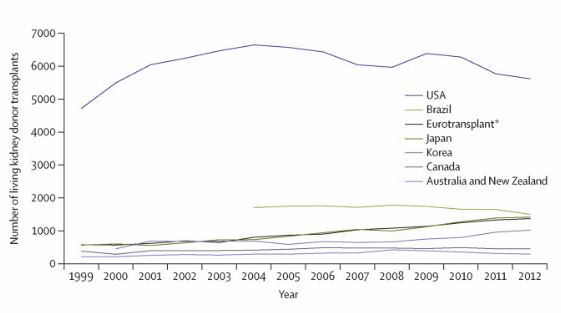 Number of living kidney donor transplants
7000
6000
5000
4000
3000
2000
1000
0
USA
Brazil
Eurotransplant*
Japan
Korea
Canada
Australia and New Zealand
1999 2000 2001 2002 2003 2004 2005 2006 2007 2008 2009 2010 2011 2012
Year